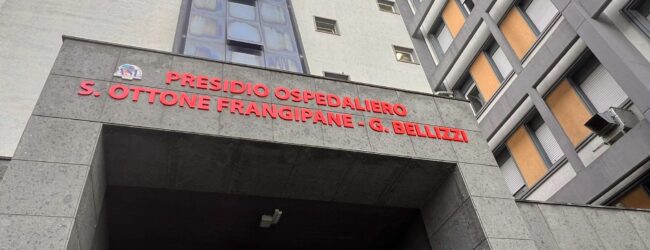 PRESIDIO OSPEDALIERO
S. OTTONE FRANGIPANE - G. BELLIZZI